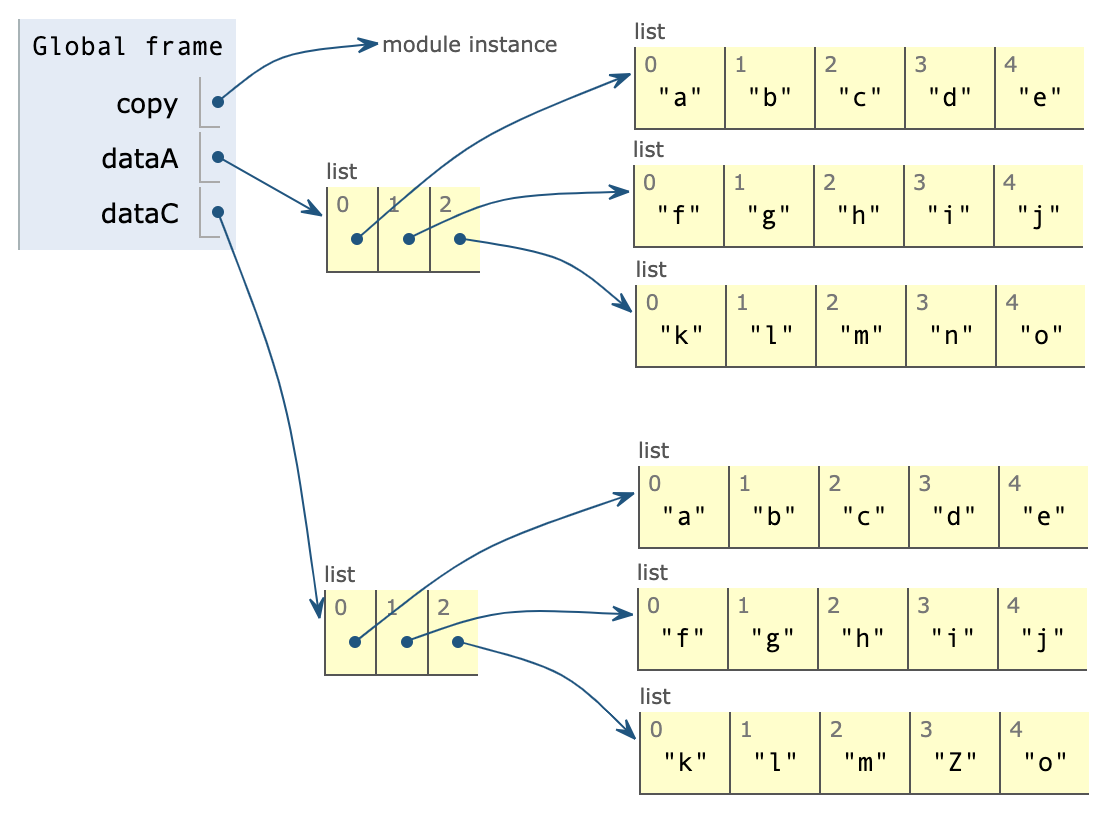 Global frame
copy
dataA
dataC
module instance
list
0 1 2
list
0 1 2 3 4
"a" "b" "c" "d" "e"
list
0 1 2 3 4
"f" "g" "h" "i" "j"
list
0 1 2 3 4
"k" "l" "m" "n" "o"
list
0 1 2
list
0 1 2 3 4
"a" "b" "c" "d" "e"
list
0 1 2 3 4
"f" "g" "h" "i" "j"
list
0 1 2 3 4
"k" "l" "m" "Z" "o"